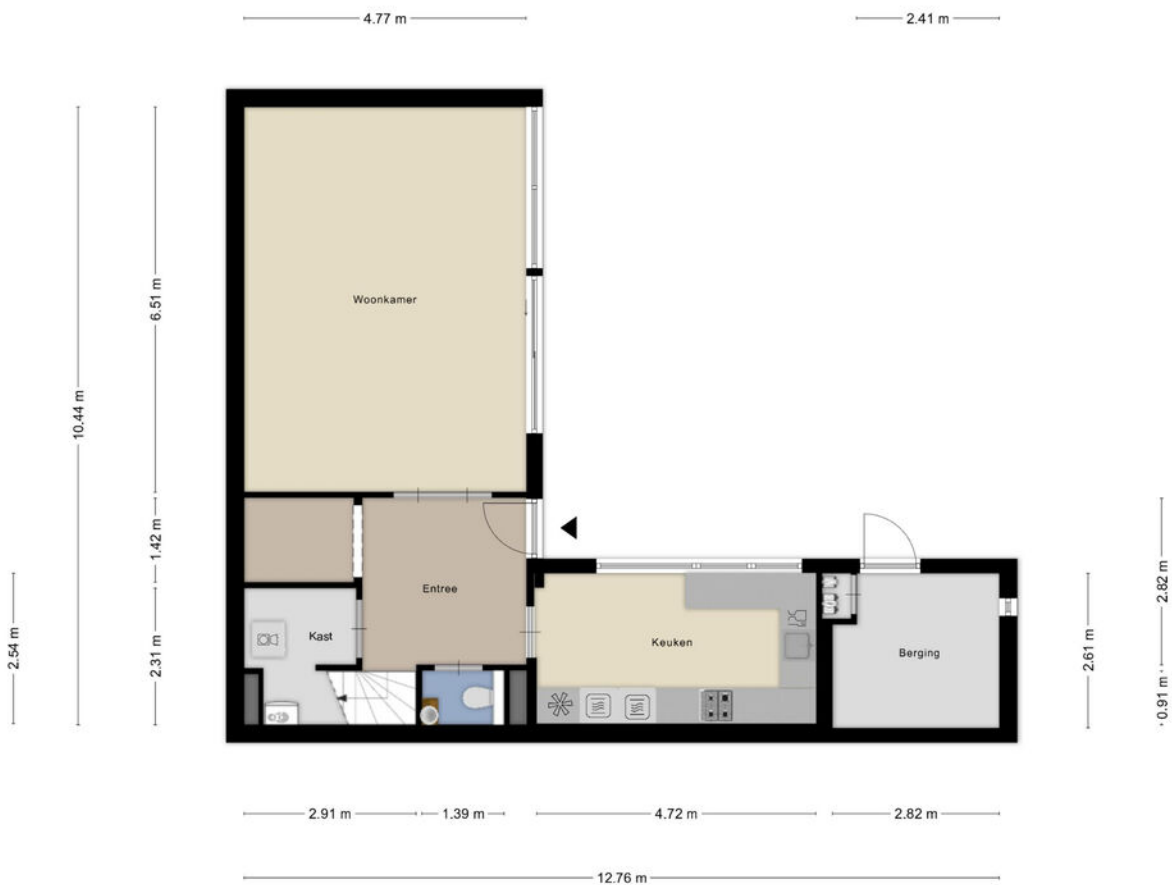 4.77 m
2.41 m
6.51 m
10.44 m
Woonkamer
1.42 m
2.82 m
Entree
2.54 m
2.31 m
Kast
Keuken
Berging
2.61 m
0.91 m
2.91 m
1.39 m
4.72 m
2.82 m
12.76 m